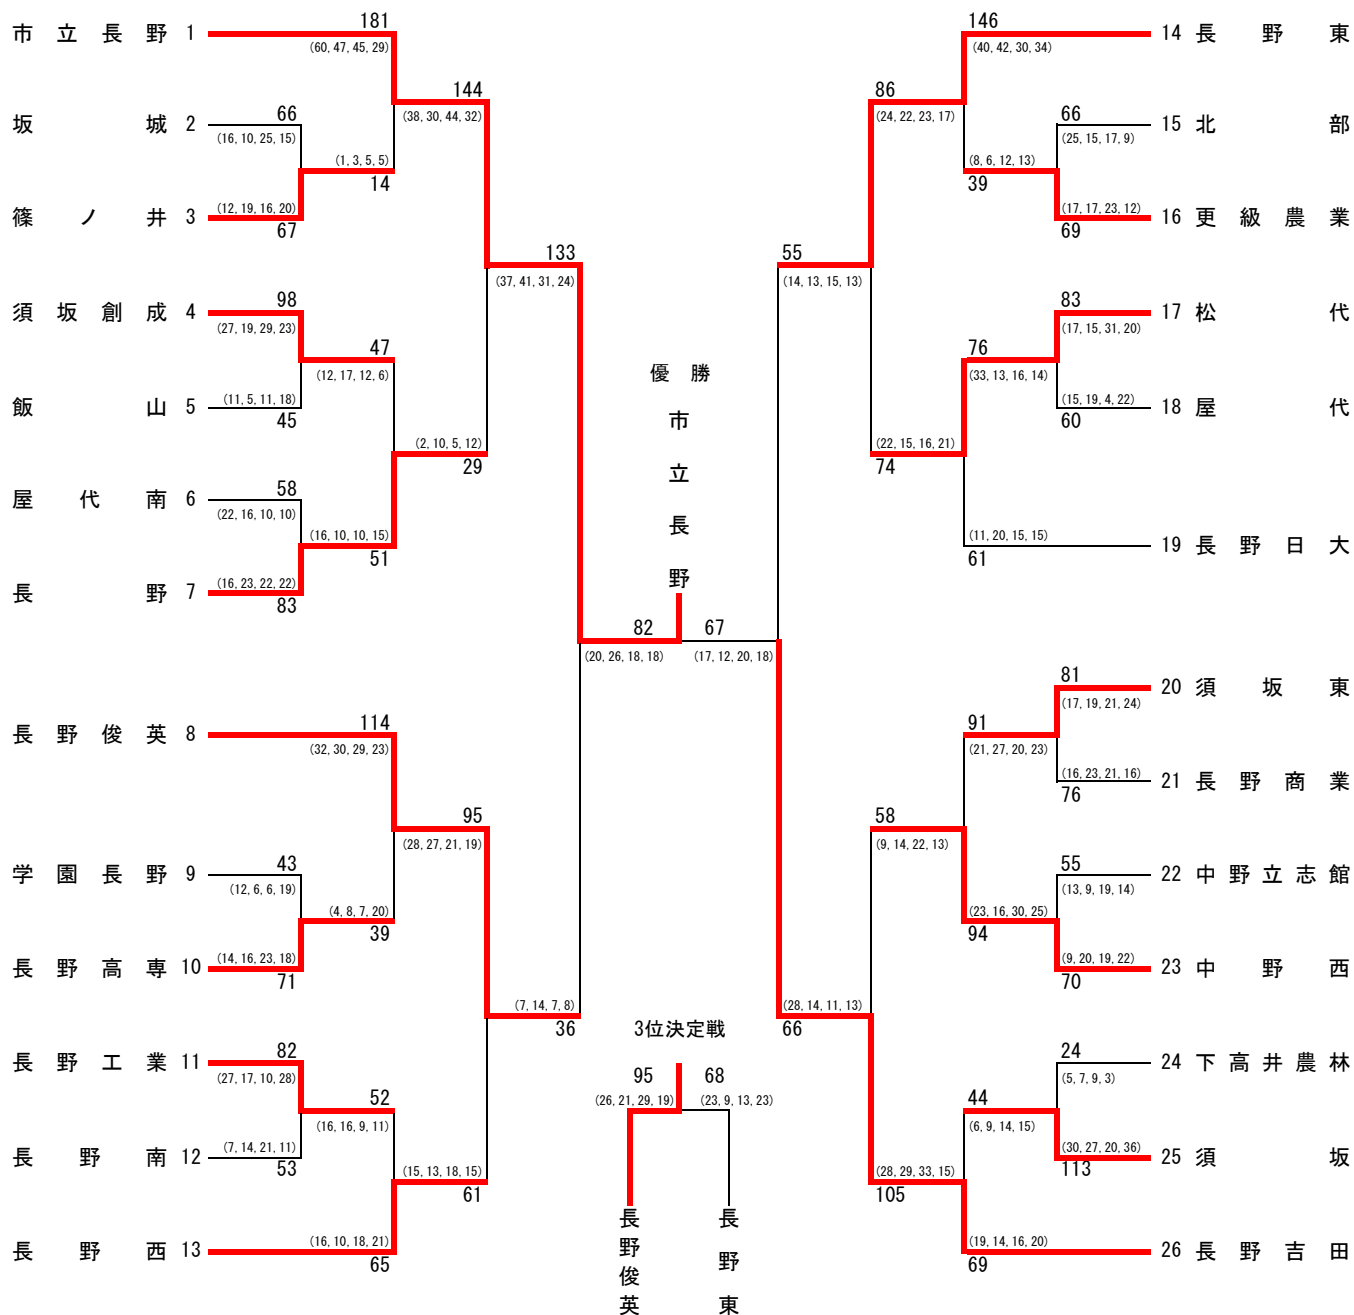 市立長野 1
181
(60, 47, 45, 29)
144
(38, 30, 44, 32)
坂城 2
66
(16, 10, 25, 15)
(1, 3, 5, 5)
14
篠ノ井 3
(12, 19, 16, 20)
67
133
(37, 41, 31, 24)
須坂創成 4
98
(27, 19, 29, 23)
47
(12, 17, 12, 6)
飯山 5
(11, 5, 11, 18)
45
(2, 10, 5, 12)
29
屋代南 6
58
(22, 16, 10, 10)
(16, 10, 10, 15)
51
長野 7
(16, 23, 22, 22)
83
長野俊英 8
114
(32, 30, 29, 23)
95
(28, 27, 21, 19)
学園長野 9
43
(12, 6, 6, 19)
(4, 8, 7, 20)
39
長野高専 10
(14, 16, 23, 18)
71
(7, 14, 7, 8)
36
長野工業 11
82
(27, 17, 10, 28)
52
(16, 16, 9, 11)
長野南 12
(7, 14, 21, 11)
53
(15, 13, 18, 15)
61
長野西 13
(16, 10, 18, 21)
65
優勝
市立長野
82
(20, 26, 18, 18)
67
(17, 12, 20, 18)
3位決定戦
95
(26, 21, 29, 19)
68
(23, 9, 13, 23)
長野俊英
長野東
146
(40, 42, 30, 34)
14 長野東
86
(24, 22, 23, 17)
66
(25, 15, 17, 9)
15 北部
(8, 6, 12, 13)
39
(17, 17, 23, 12)
69
16 更級農業
55
(14, 13, 15, 13)
83
(17, 15, 31, 20)
17 松代
76
(33, 13, 16, 14)
(15, 19, 4, 22)
60
18 屋代
(22, 15, 16, 21)
74
(11, 20, 15, 15)
61
19 長野日大
81
(17, 19, 21, 24)
20 須坂東
91
(21, 27, 20, 23)
(16, 23, 21, 16)
76
21 長野商業
58
(9, 14, 22, 13)
55
(13, 9, 19, 14)
22 中野立志館
(23, 16, 30, 25)
94
(9, 20, 19, 22)
70
23 中野西
(28, 14, 11, 13)
66
24
(5, 7, 9, 3)
24 下高井農林
44
(6, 9, 14, 15)
(30, 27, 20, 36)
113
25 須坂
(28, 29, 33, 15)
105
(19, 14, 16, 20)
69
26 長野吉田